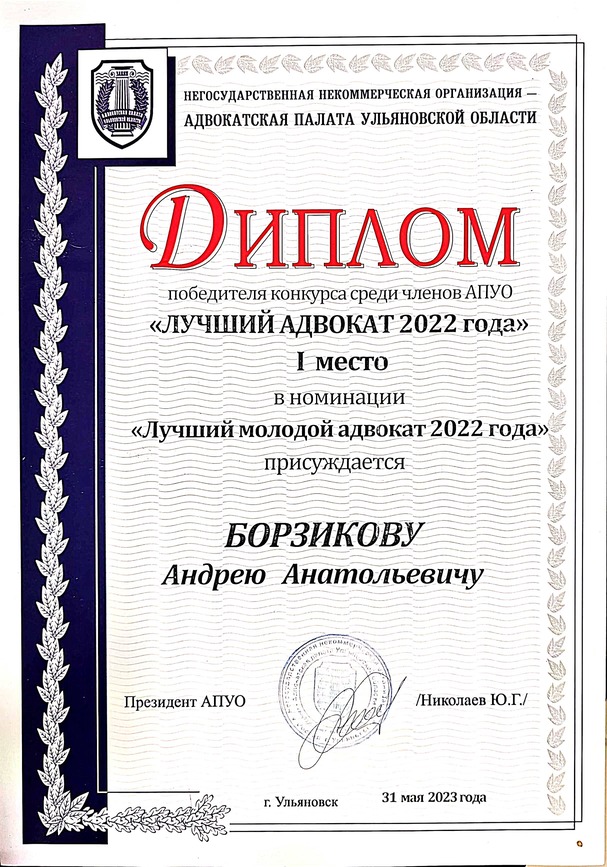 НЕГОСУДАРСТВЕННАЯ НЕКОММЕРЧЕСКАЯ ОРГАНИЗАЦИЯ –
АДВОКАТСКАЯ ПАЛАТА УЛЬЯНОВСКОЙ ОБЛАСТИ
ДИПЛОМ
победителя конкурса среди членов АПУО
«ЛУЧШИЙ АДВОКАТ 2022 года»
I место
в номинации
«Лучший молодой адвокат 2022 года»
присуждается
БОРЗИКОВУ
Андрею Анатольевичу
Президент АПУО /Николаев Ю.Г./
г. Ульяновск 31 мая 2023 года